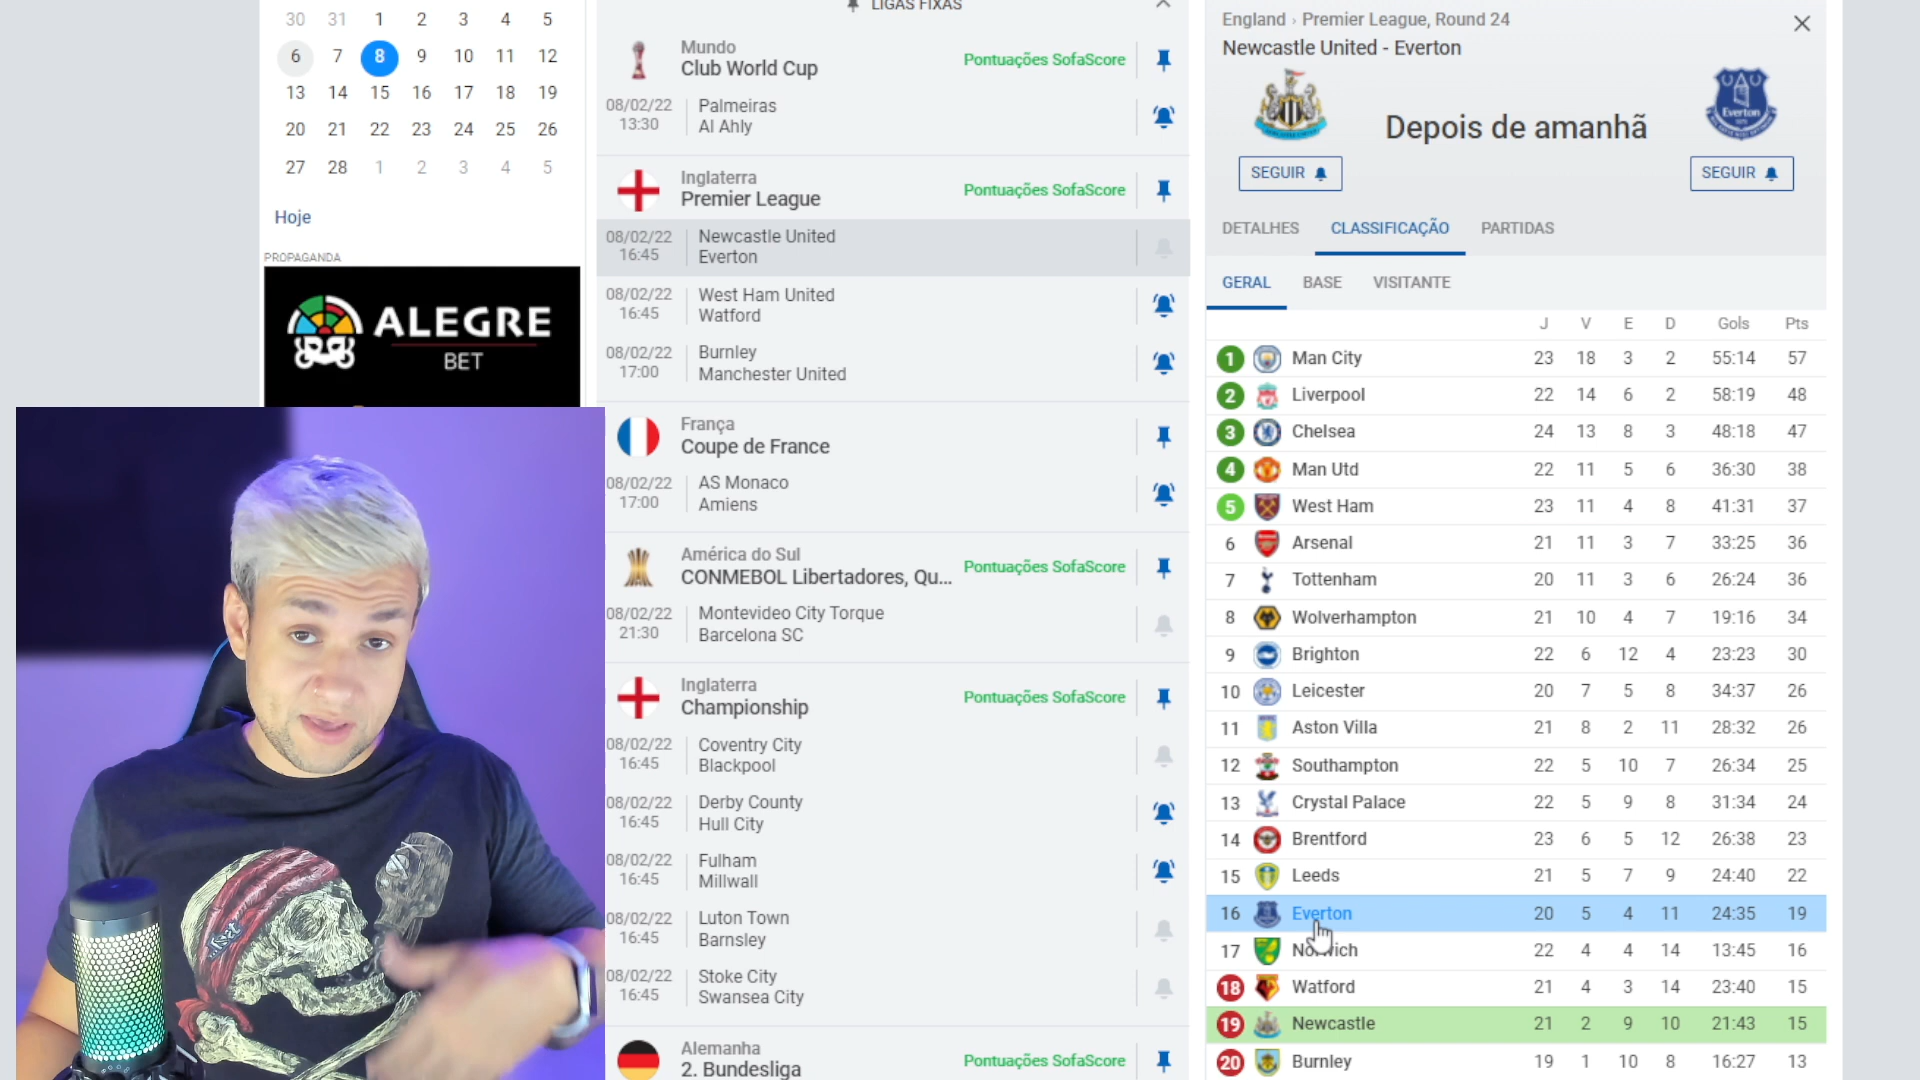 30 31 1 2 3 4 5
6 7 8 9 10 11 12
13 14 15 16 17 18 19
20 21 22 23 24 25 26
27 28 1 2 3 4 5
Hoje
PROPAGANDA
ALEGRE
BET
LIGAS FIXAS
Mundo
Club World Cup
Pontuações SofaScore
08/02/22 Palmeiras
13:30 Al Ahly
Inglaterra
Premier League
Pontuações SofaScore
08/02/22 Newcastle United
16:45 Everton
08/02/22 West Ham United
16:45 Watford
08/02/22 Burnley
17:00 Manchester United
França
Coupe de France
08/02/22 AS Monaco
17:00 Amiens
América do Sul
CONMEBOL Libertadores, Qu...
Pontuações SofaScore
08/02/22 Montevideo City Torque
21:30 Barcelona SC
Inglaterra
Championship
Pontuações SofaScore
08/02/22 Coventry City
16:45 Blackpool
08/02/22 Derby County
16:45 Hull City
08/02/22 Fulham
16:45 Millwall
08/02/22 Luton Town
16:45 Barnsley
08/02/22 Stoke City
16:45 Swansea City
Alemanha
2. Bundesliga
Pontuações SofaScore
England › Premier League, Round 24
Newcastle United - Everton
Everton
Depois de amanhã
SEGUIR SEGUIR
DETALHES CLASSIFICAÇÃO PARTIDAS
GERAL BASE VISITANTE
J V E D Gols Pts
1 Man City 23 18 3 2 55:14 57
2 Liverpool 22 14 6 2 58:19 48
3 Chelsea 24 13 8 3 48:18 47
4 Man Utd 22 11 5 6 36:30 38
5 West Ham 23 11 4 8 41:31 37
6 Arsenal 21 11 3 7 33:25 36
7 Tottenham 20 11 3 6 26:24 36
8 Wolverhampton 21 10 4 7 19:16 34
9 Brighton 22 6 12 4 23:23 30
10 Leicester 20 7 5 8 34:37 26
11 Aston Villa 21 8 2 11 28:32 26
12 Southampton 22 5 10 7 26:34 25
13 Crystal Palace 22 5 9 8 31:34 24
14 Brentford 23 6 5 12 26:38 23
15 Leeds 21 5 7 9 24:40 22
16 Everton 20 5 4 11 24:35 19
17 Norwich 22 4 4 14 13:45 16
18 Watford 21 4 3 14 23:40 15
19 Newcastle 21 2 9 10 21:43 15
20 Burnley 19 1 10 8 16:27 13